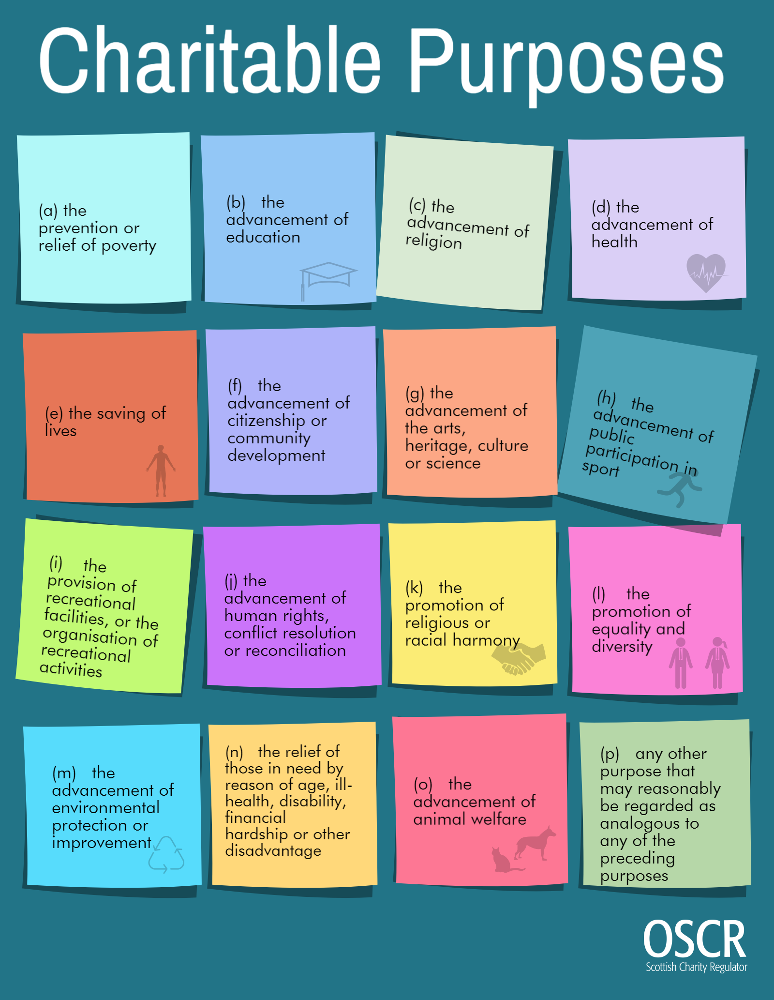 Charitable Purposes
(a) the
prevention or
relief of poverty
(b) the
advancement of
education
(c) the
advancement of
religion
(d) the
advancement of
health
(e) the saving of
lives
(f) the
advancement of
citizenship or
community
development
(g) the
advancement of
the arts,
heritage, culture
or science
(h) the
advancement of
public
participation in
sport
(i) the
provision of
recreational
facilities, or the
organisation of
recreational
activities
(j) the
advancement of
human rights,
conflict resolution
or reconciliation
(k) the
promotion of
religious or
racial harmony
(l) the
promotion of
equality and
diversity
(m) the
advancement of
environmental
protection or
improvement
(n) the relief of
those in need by
reason of age, ill-
health, disability,
financial
hardship or other
disadvantage
(o) the
advancement of
animal welfare
(p) any other
purpose that
may reasonably
be regarded as
analogous to
any of the
preceding
purposes
OSCR
Scottish Charity Regulator